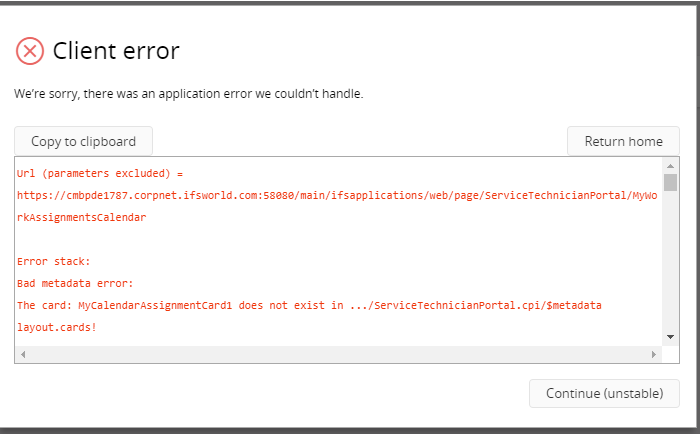 Client error
We're sorry, there was an application error we couldn't handle.
Copy to clipboard
Return home
Url (parameters excluded) =
https://cmbpde1787.corpnet.ifsworld.com:58080/main/ifsapplications/web/page/ServiceTechnicianPortal/MyWo
rkAssignmentsCalendar
Error stack:
Bad metadata error:
The card: MyCalendarAssignmentCard1 does not exist in .../ServiceTechnicianPortal.cpi/$metadata
layout.cards!
Continue (unstable)